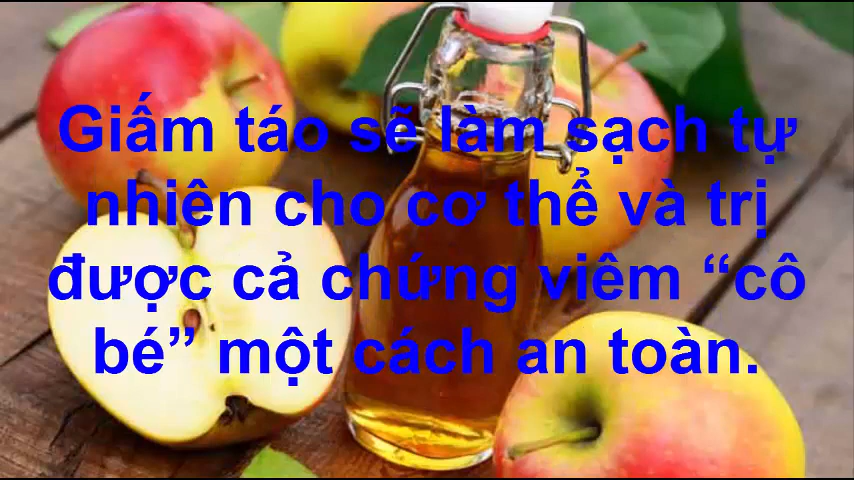 Giấm táo sẽ làm sạch tự
nhiên cho cơ thể và trị
được cả chứng viêm “cô
bé” một cách an toàn.